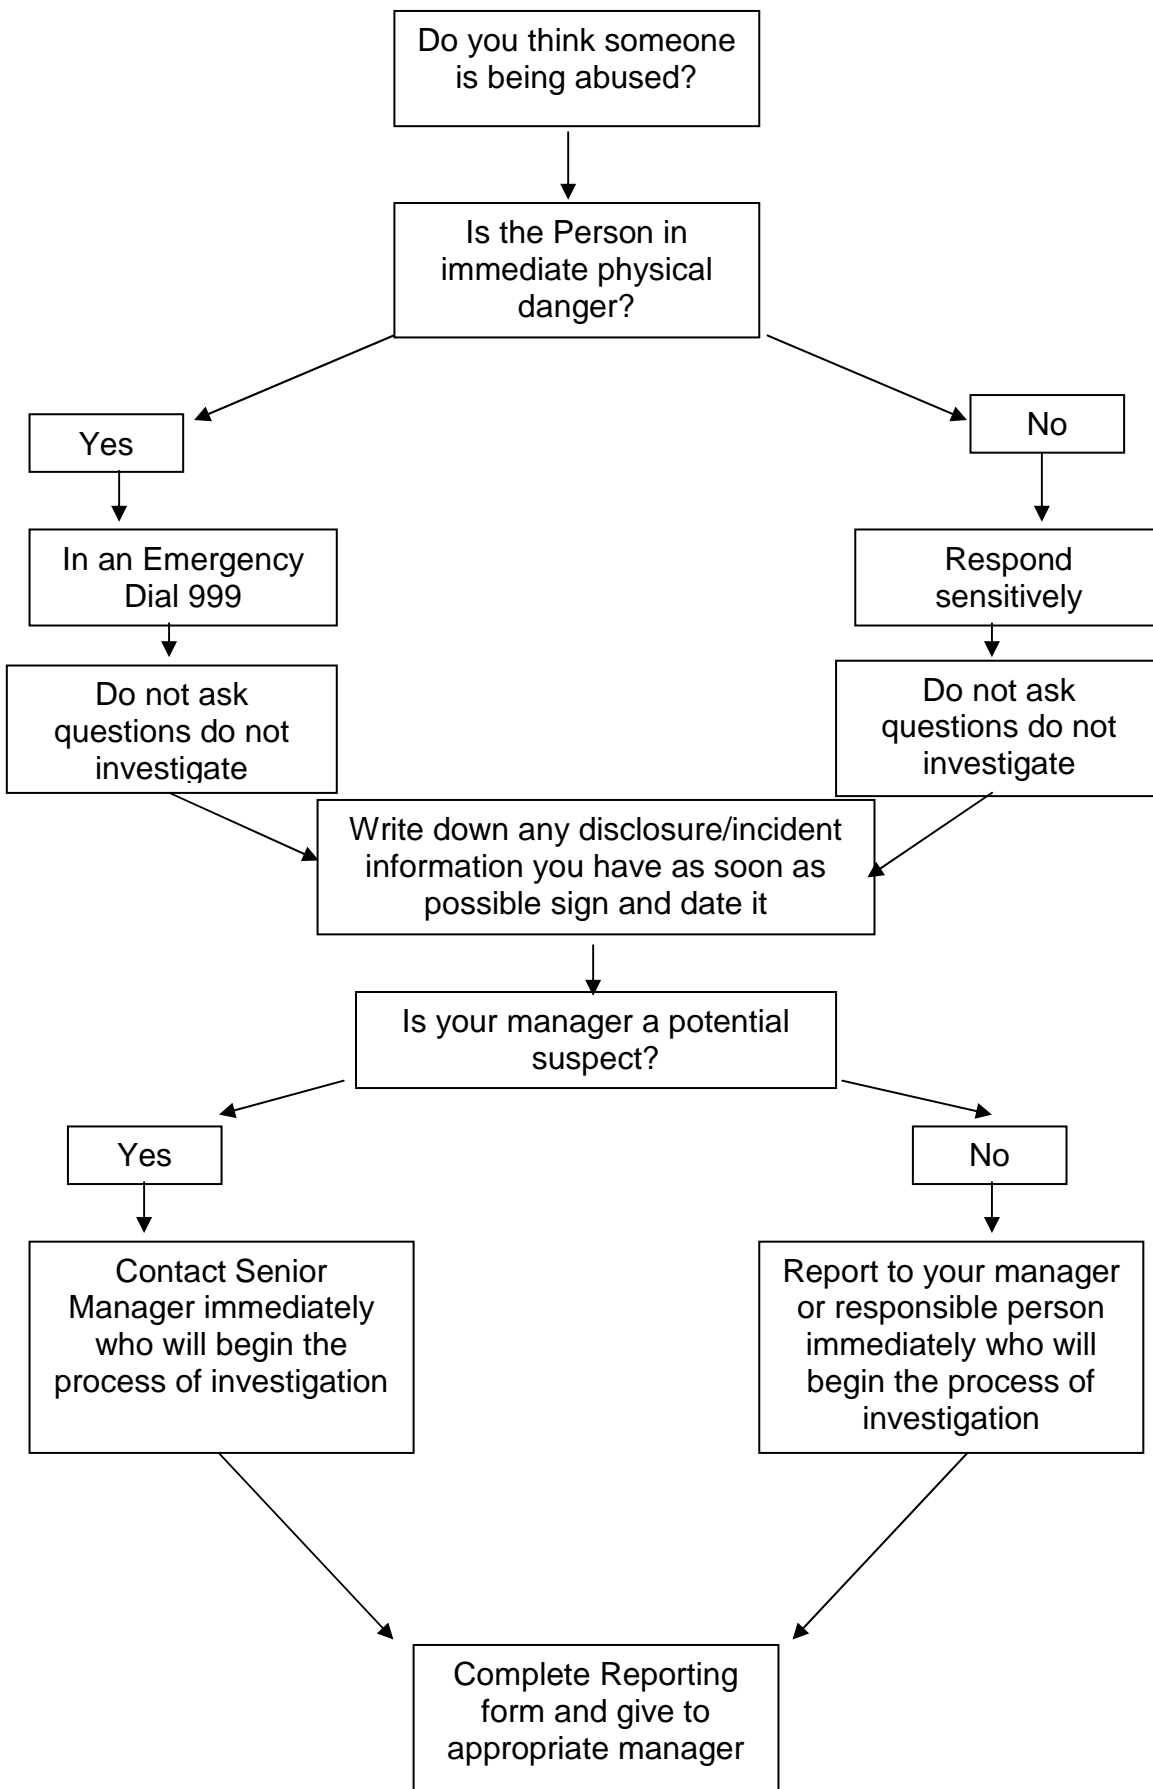 Do you think someone
is being abused?
Is the Person in
immediate physical
danger?
Yes
No
In an Emergency
Dial 999
Respond
sensitively
Do not ask
questions do not
investigate
Do not ask
questions do not
investigate
Write down any disclosure/incident
information you have as soon as
possible sign and date it
Is your manager a potential
suspect?
Yes
No
Contact Senior
Manager immediately
who will begin the
process of investigation
Report to your manager
or responsible person
immediately who will
begin the process of
investigation
Complete Reporting
form and give to
appropriate manager